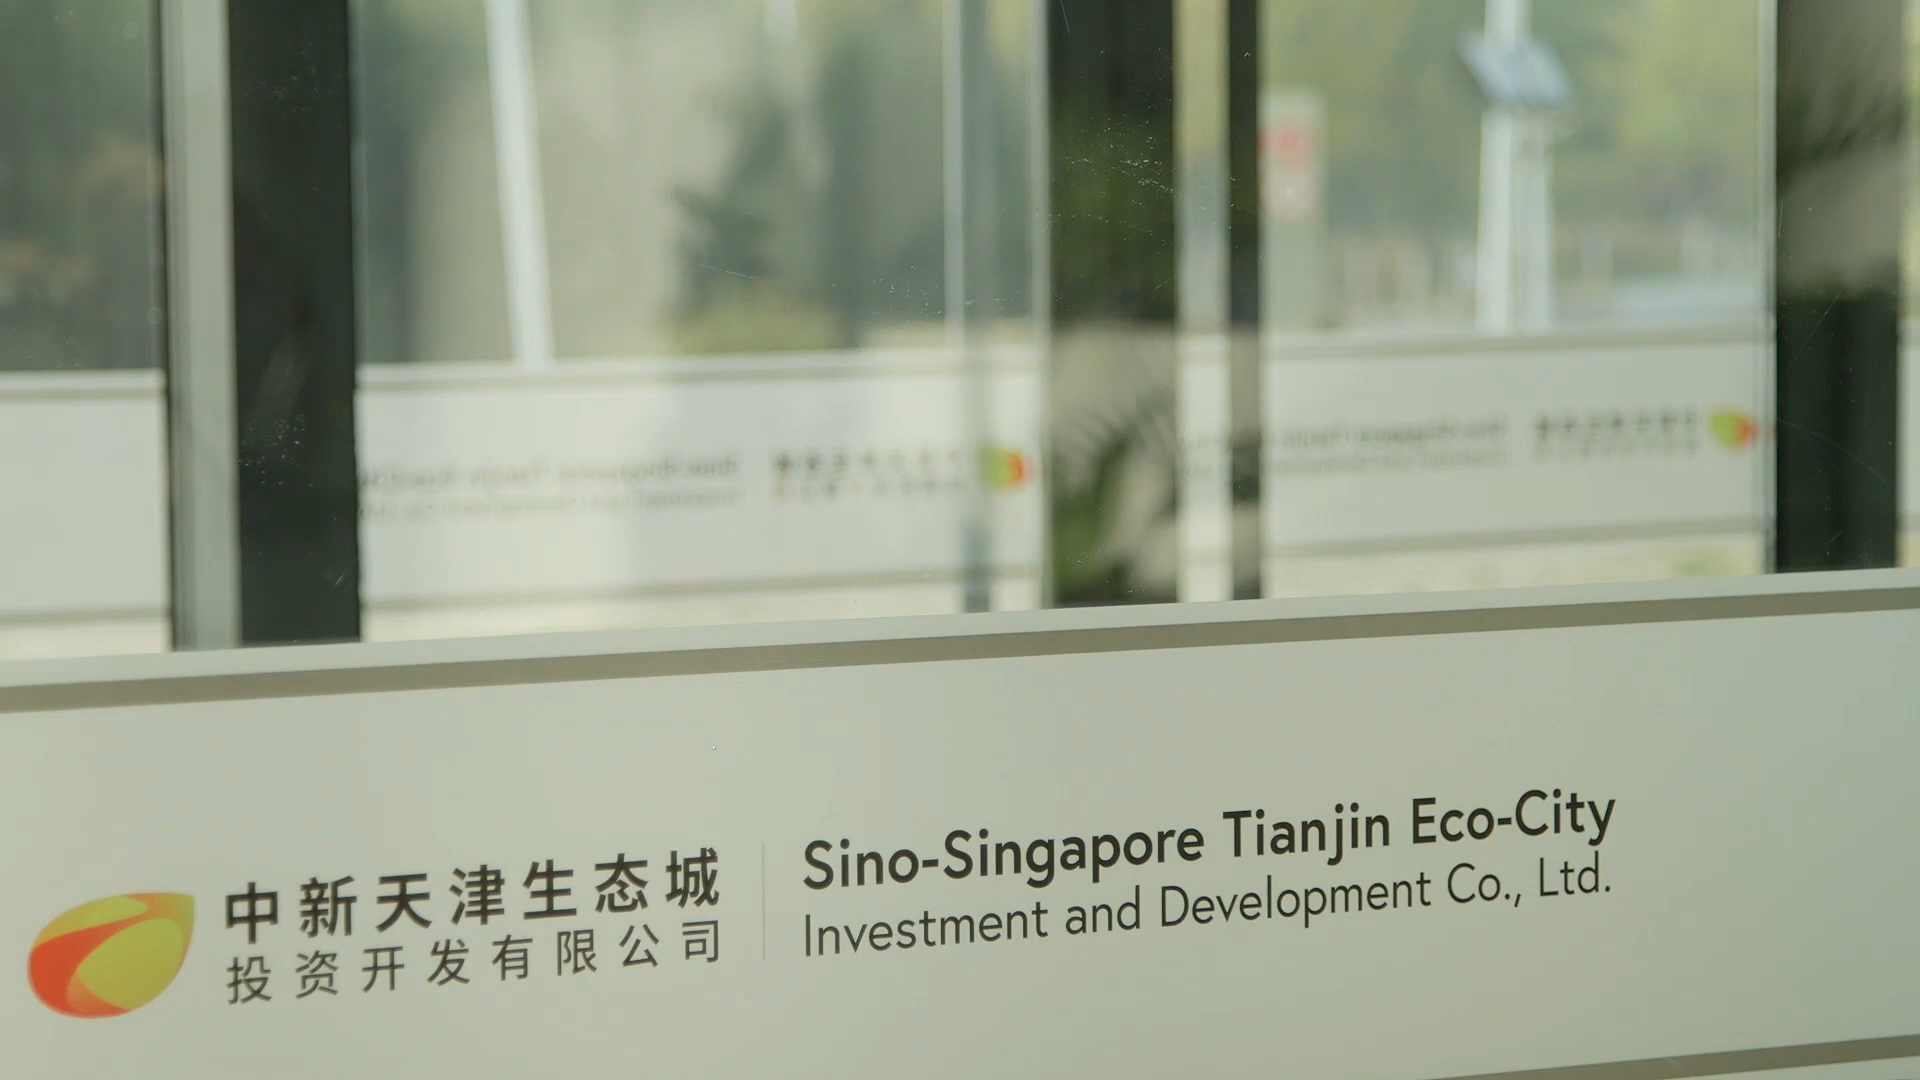 中新天津生态城
投资开发有限公司
Sino-Singapore Tianjin Eco-City
Investment and Development Co., Ltd.